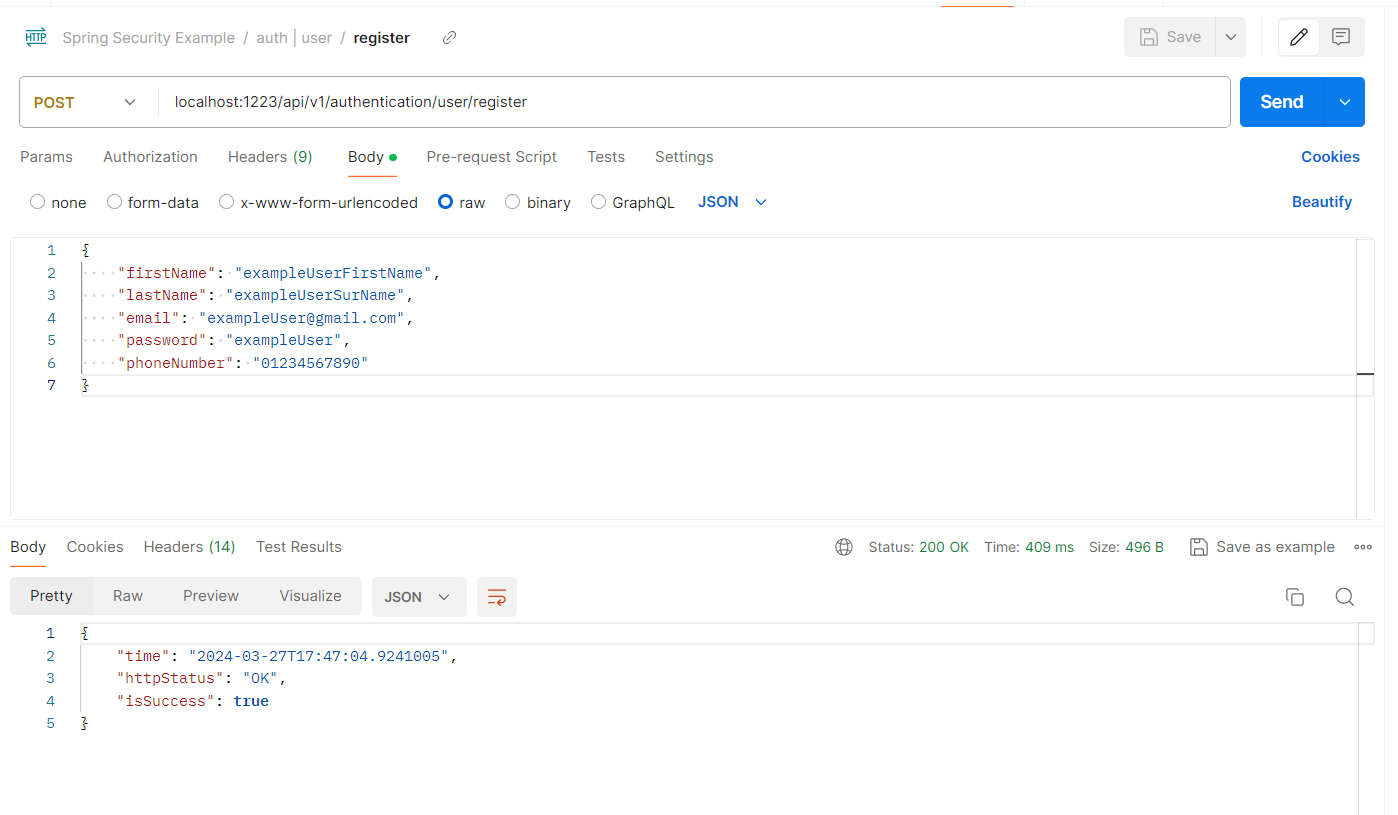 HTTP Spring Security Example / auth | user / register Save
POST localhost:1223/api/v1/authentication/user/register Send
Params Authorization Headers (9) Body Pre-request Script Tests Settings Cookies
none form-data x-www-form-urlencoded raw binary GraphQL JSON Beautify
1 {
2 ····"firstName":·"exampleUserFirstName",
3 ····"lastName":·"exampleUserSurName",
4 ····"email":·"exampleUser@gmail.com",
5 ····"password":·"exampleUser",
6 ····"phoneNumber":·"01234567890"
7 }
Body Cookies Headers (14) Test Results Status: 200 OK Time: 409 ms Size: 496 B Save as example
Pretty Raw Preview Visualize JSON
1 {
2 "time": "2024-03-27T17:47:04.9241005",
3 "httpStatus": "OK",
4 "isSuccess": true
5 }